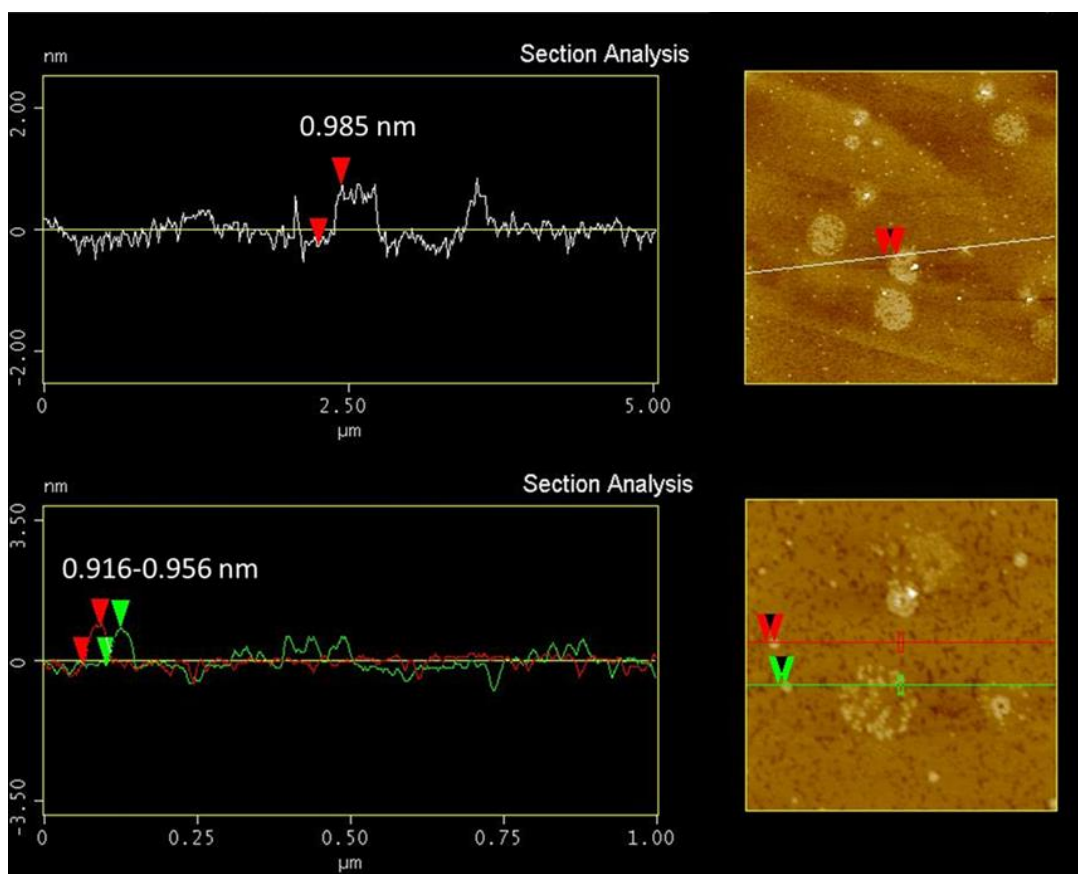 nm
Section Analysis
2.00
0
-2.00
0.985 nm
0
2.50
5.00
µm
nm
Section Analysis
3.50
0
-3.50
0.916-0.956 nm
0
0.25
0.50
0.75
1.00
µm